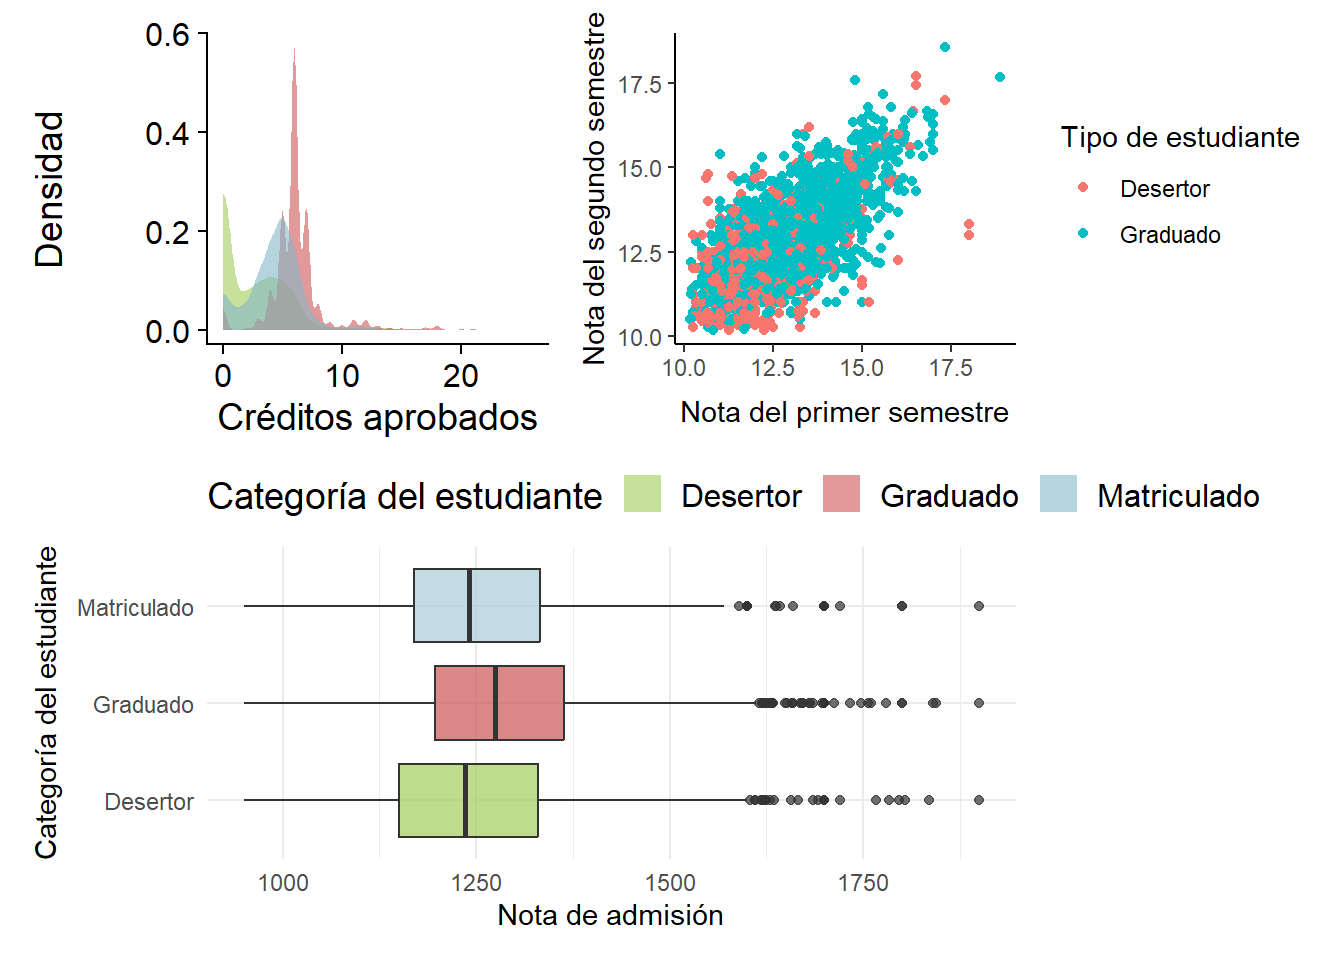 Densidad
0.6
0.4
0.2
0.0
0 10 20
Créditos aprobados
Nota del segundo semestre
17.5
15.0
12.5
10.0
10.0 12.5 15.0 17.5
Nota del primer semestre
Tipo de estudiante
Desertor
Graduado
Categoría del estudiante Desertor Graduado Matriculado
Categoría del estudiante
Matriculado
Graduado
Desertor
1000 1250 1500 1750
Nota de admisión